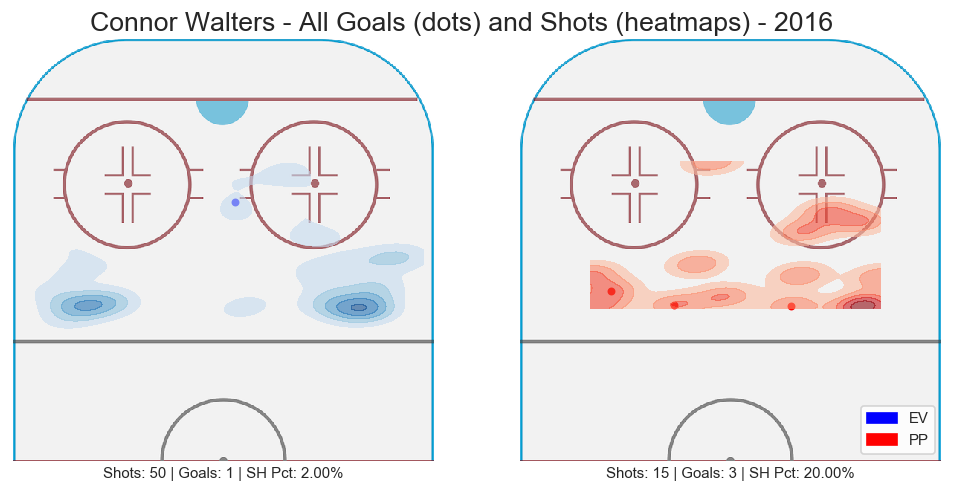 Connor Walters - All Goals (dots) and Shots (heatmaps) - 2016
EV
PP
Shots: 50 | Goals: 1 | SH Pct: 2.00%
Shots: 15 | Goals: 3 | SH Pct: 20.00%